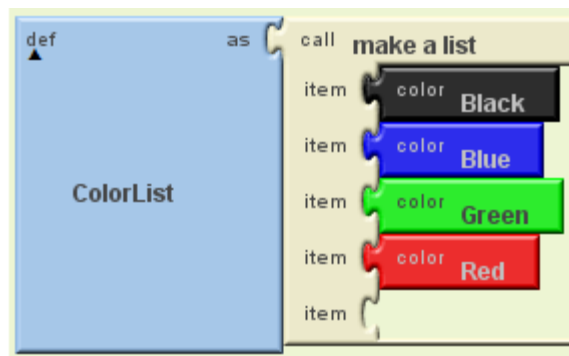 def as call make a list
item color Black
item color Blue
ColorList
item color Green
item color Red
item